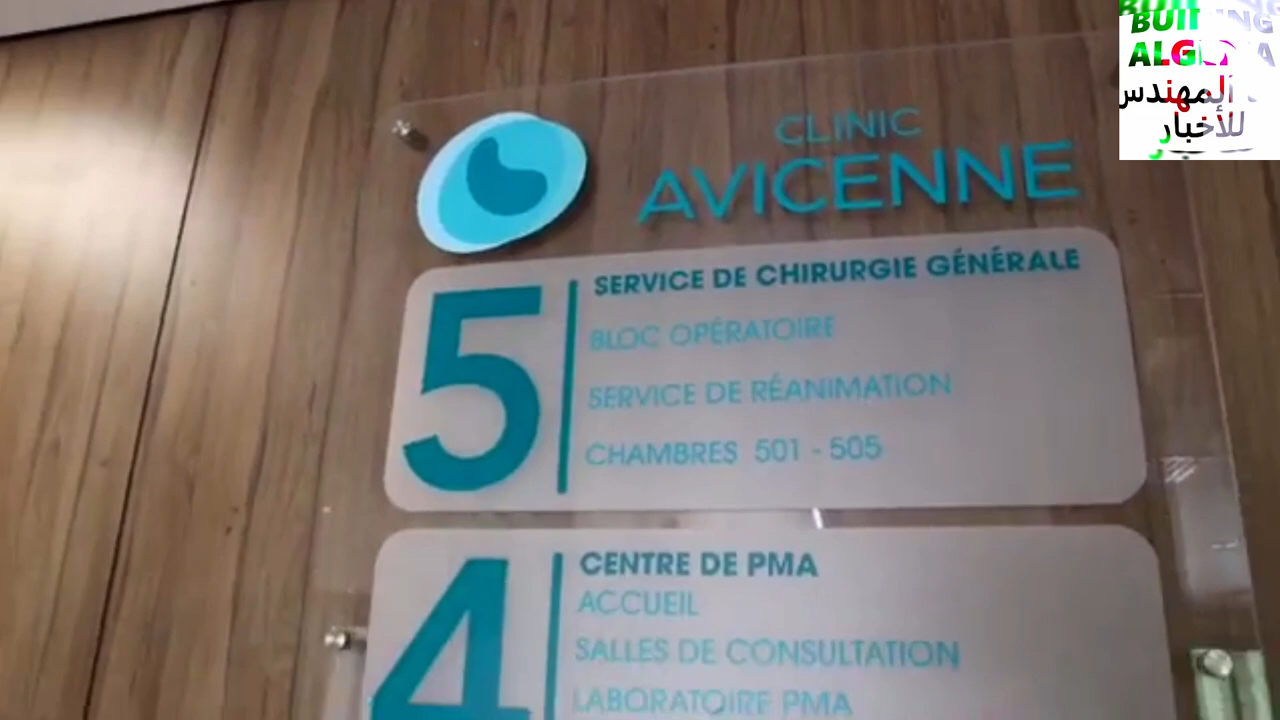 CLINIC
AVICENNE
5
SERVICE DE CHIRURGIE GÉNÉRALE
BLOC OPÉRATOIRE
SERVICE DE RÉANIMATION
CHAMBRES 501 - 505
4
CENTRE DE PMA
ACCUEIL
SALLES DE CONSULTATION
LABORATOIRE PMA
المهندس
للأخبار